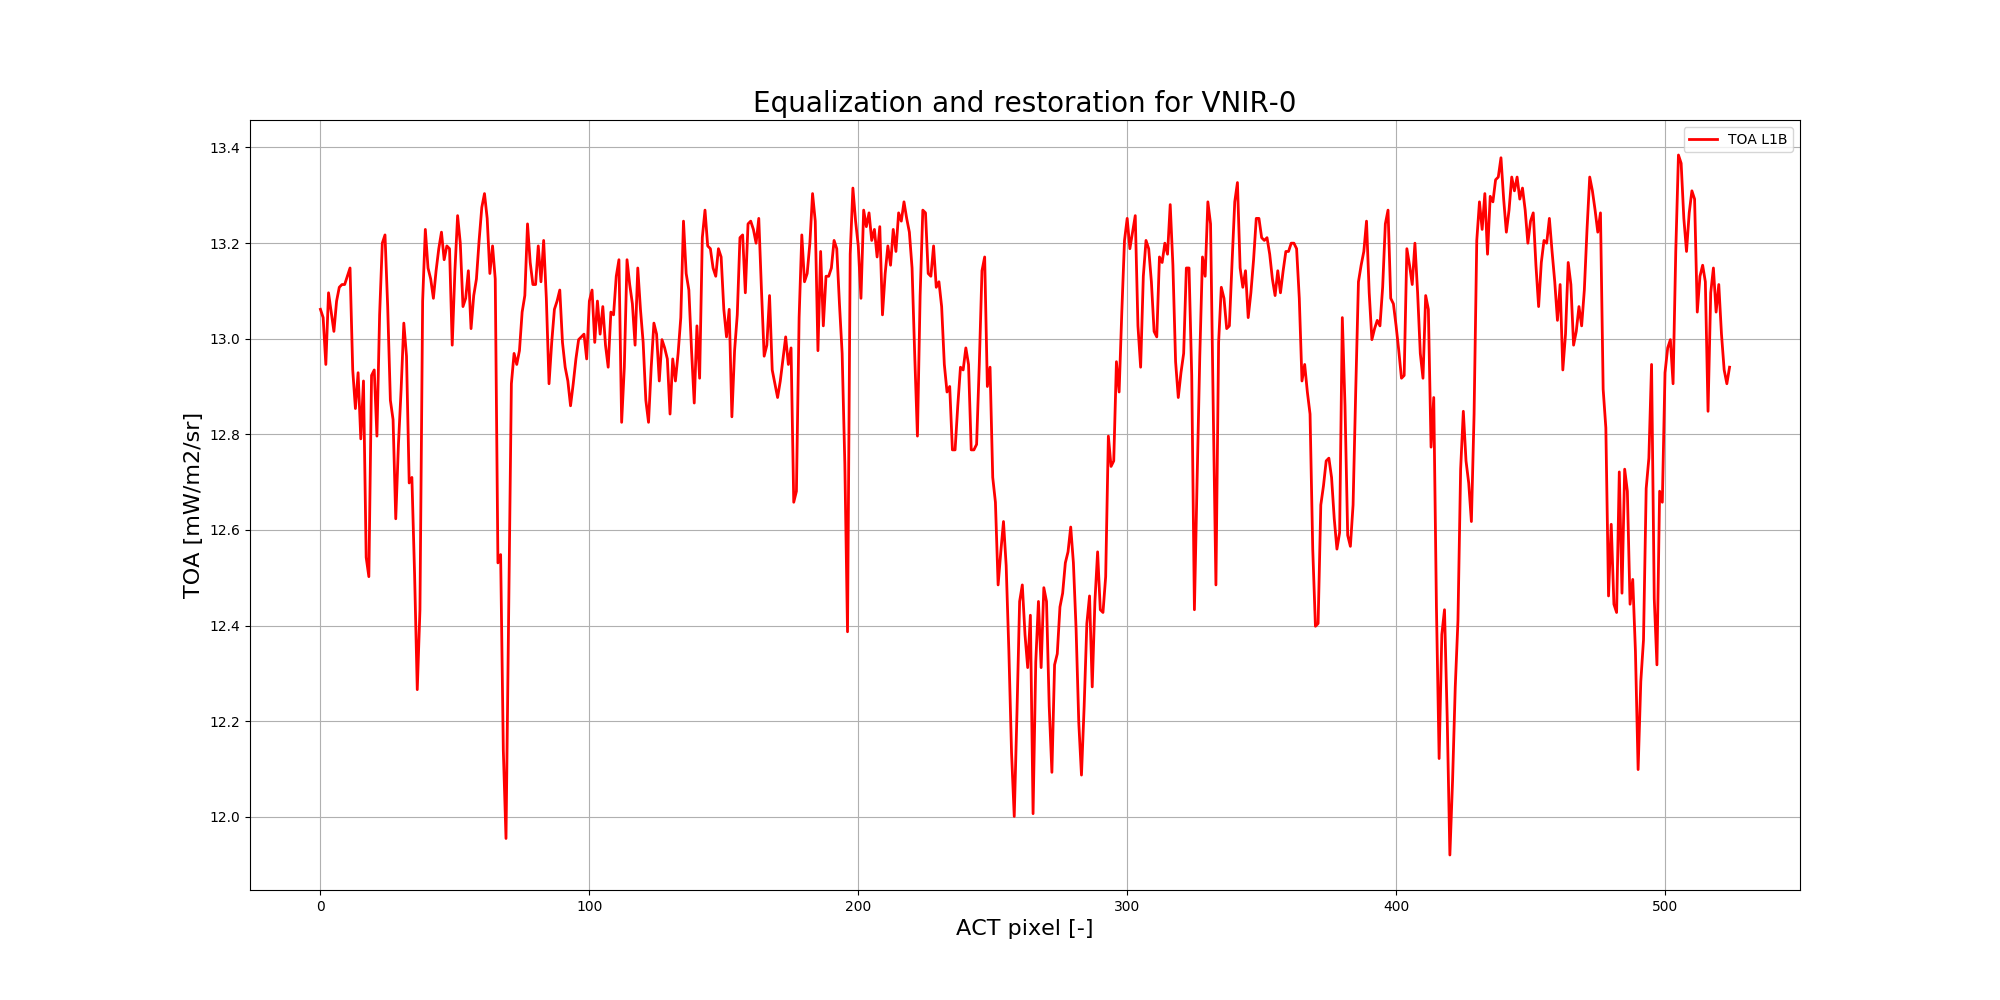 Equalization and restoration for VNIR-0
TOA L1B
TOA [mW/m2/sr]
13.4
13.2
13.0
12.8
12.6
12.4
12.2
12.0
0 100 200 300 400 500
ACT pixel [-]